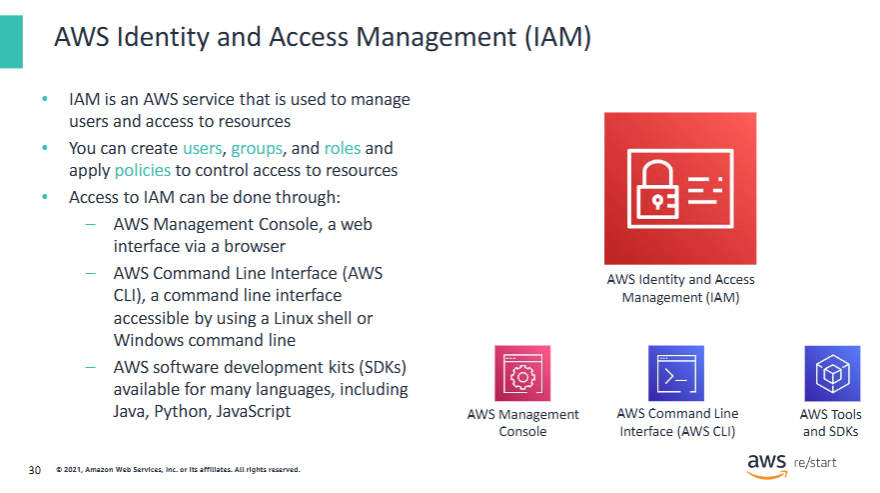 AWS Identity and Access Management (IAM)
• IAM is an AWS service that is used to manage
users and access to resources
• You can create users, groups, and roles and
apply policies to control access to resources
• Access to IAM can be done through:
– AWS Management Console, a web
interface via a browser
– AWS Command Line Interface (AWS
CLI), a command line interface
accessible by using a Linux shell or
Windows command line
– AWS software development kits (SDKs)
available for many languages, including
Java, Python, JavaScript
AWS Identity and Access
Management (IAM)
AWS Management
Console
AWS Command Line
Interface (AWS CLI)
AWS Tools
and SDKs
30 © 2021, Amazon Web Services, Inc. or its affiliates. All rights reserved.
aws re/start